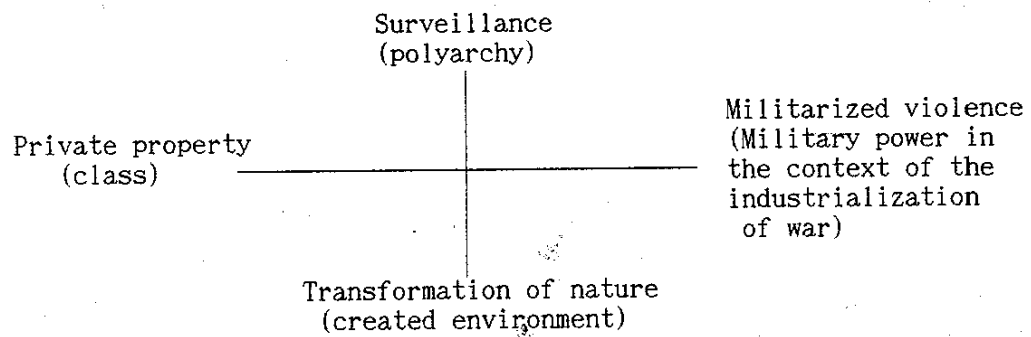 Surveillance
(polyarchy)
Private property
(class)
Militarized violence
(Military power in
the context of the
industrialization
of war)
Transformation of nature
(created environment)